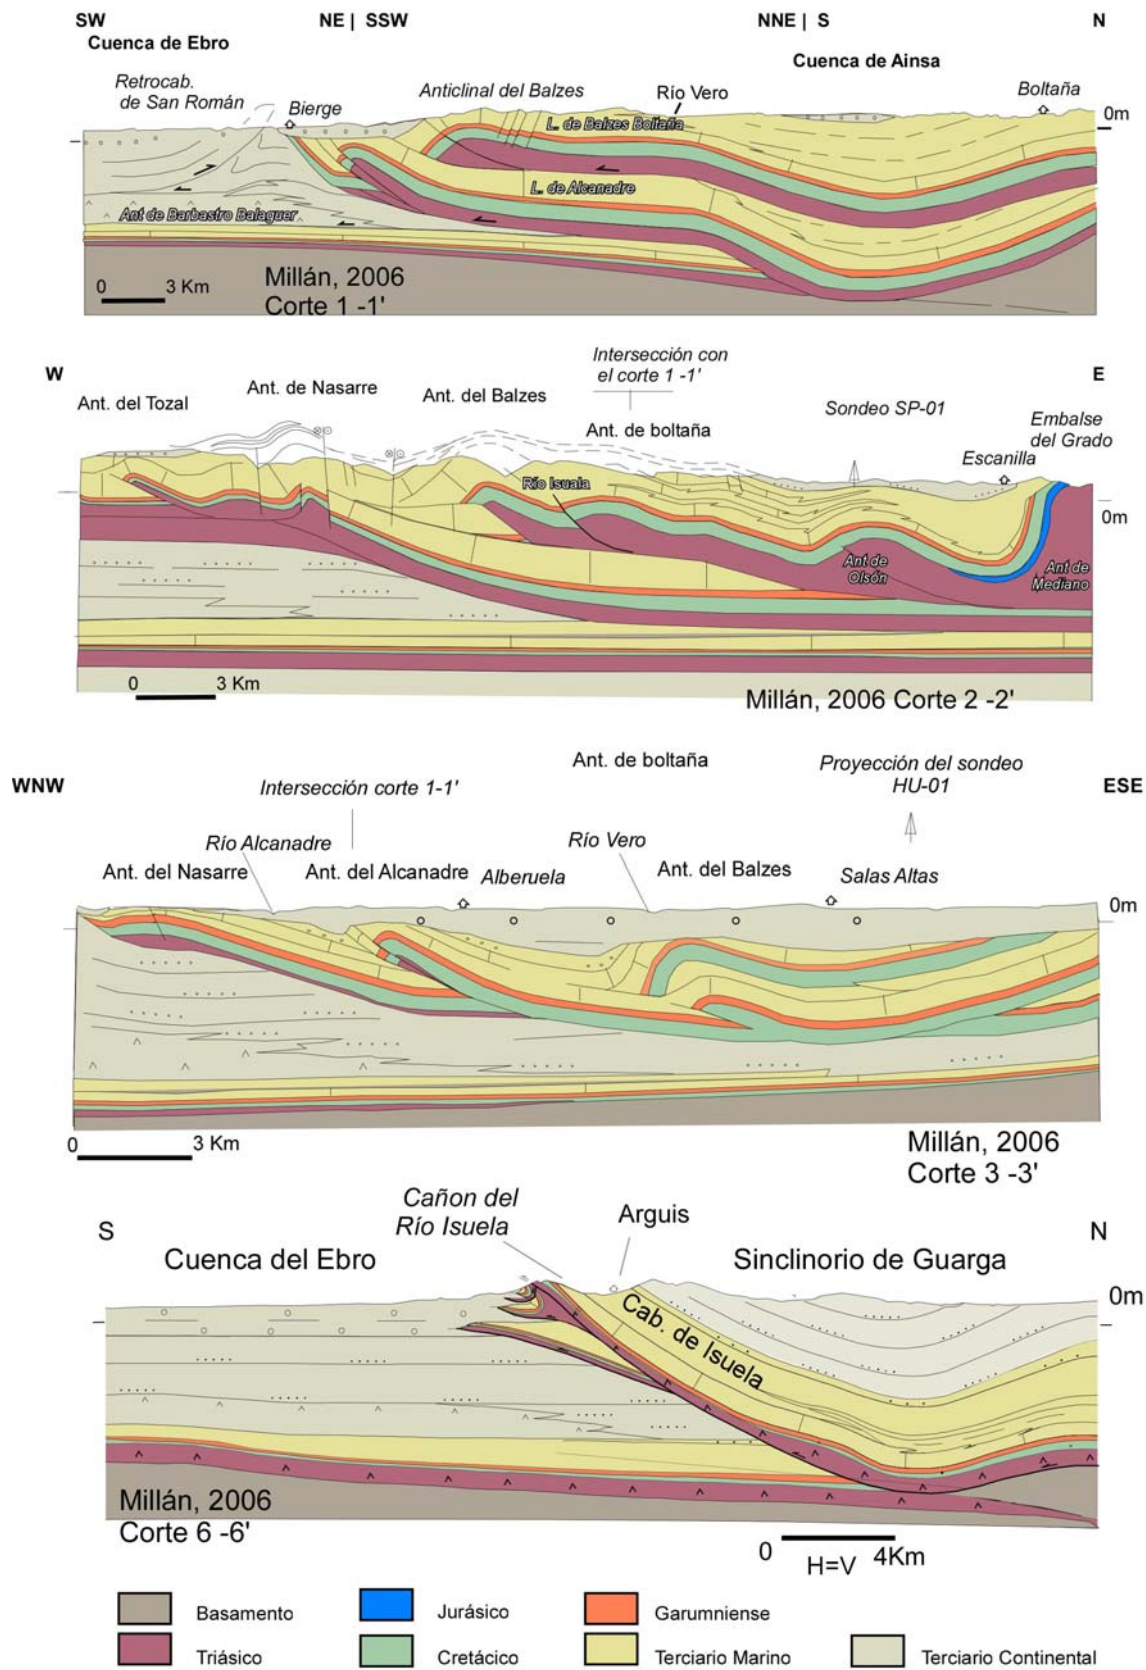 SW
NE | SSW
NNE | S
N
Cuenca de Ebro
Cuenca de Ainsa
Retrocab.
de San Román
Bierge
Anticlinal del Balzes
Río Vero
Boltaña
0m
L. de Balzes Boltaña
L. de Alcanadre
Ant de Barbastro Balaguer
0 3 Km
Millán, 2006
Corte 1 -1'
W
E
Intersección con
el corte 1 -1'
Ant. del Tozal
Ant. de Nasarre
Ant. del Balzes
Ant. de boltaña
Sondeo SP-01
Embalse
del Grado
Escanilla
Río Isuala
0m
Ant de
Olsón
Ant de
Mediano
0 3 Km
Millán, 2006 Corte 2 -2'
WNW
ESE
Ant. de boltaña
Proyección del sondeo
HU-01
Intersección corte 1-1'
Río Alcanadre
Río Vero
Ant. del Nasarre
Ant. del Alcanadre
Alberuela
Ant. del Balzes
Salas Altas
0m
0 3 Km
Millán, 2006
Corte 3 -3'
S
N
Cañon del
Río Isuela
Arguis
Cuenca del Ebro
Sinclinorio de Guarga
0m
Cab. de Isuela
Millán, 2006
Corte 6 -6'
0 4Km
H=V
Basamento
Jurásico
Garumniense
Triásico
Cretácico
Terciario Marino
Terciario Continental